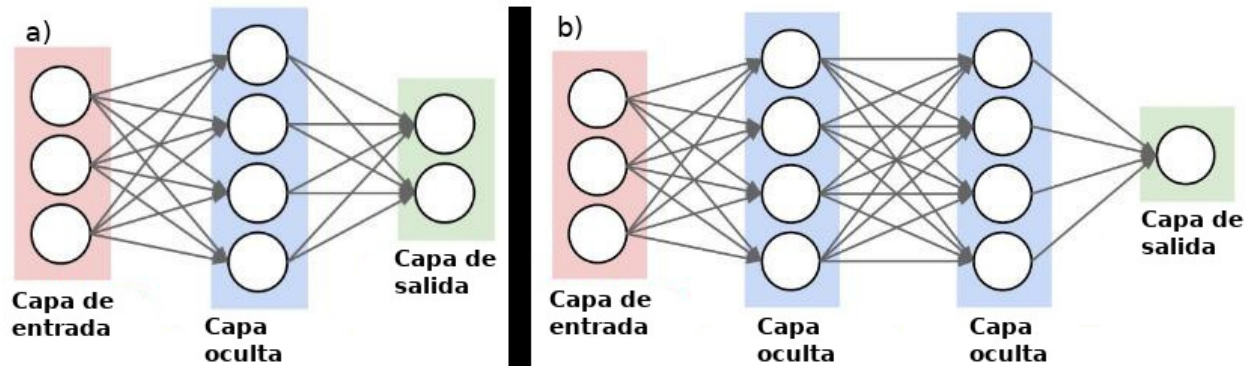 a)
Capa de
entrada
Capa
oculta
Capa de
salida
b)
Capa de
entrada
Capa
oculta
Capa
oculta
Capa de
salida